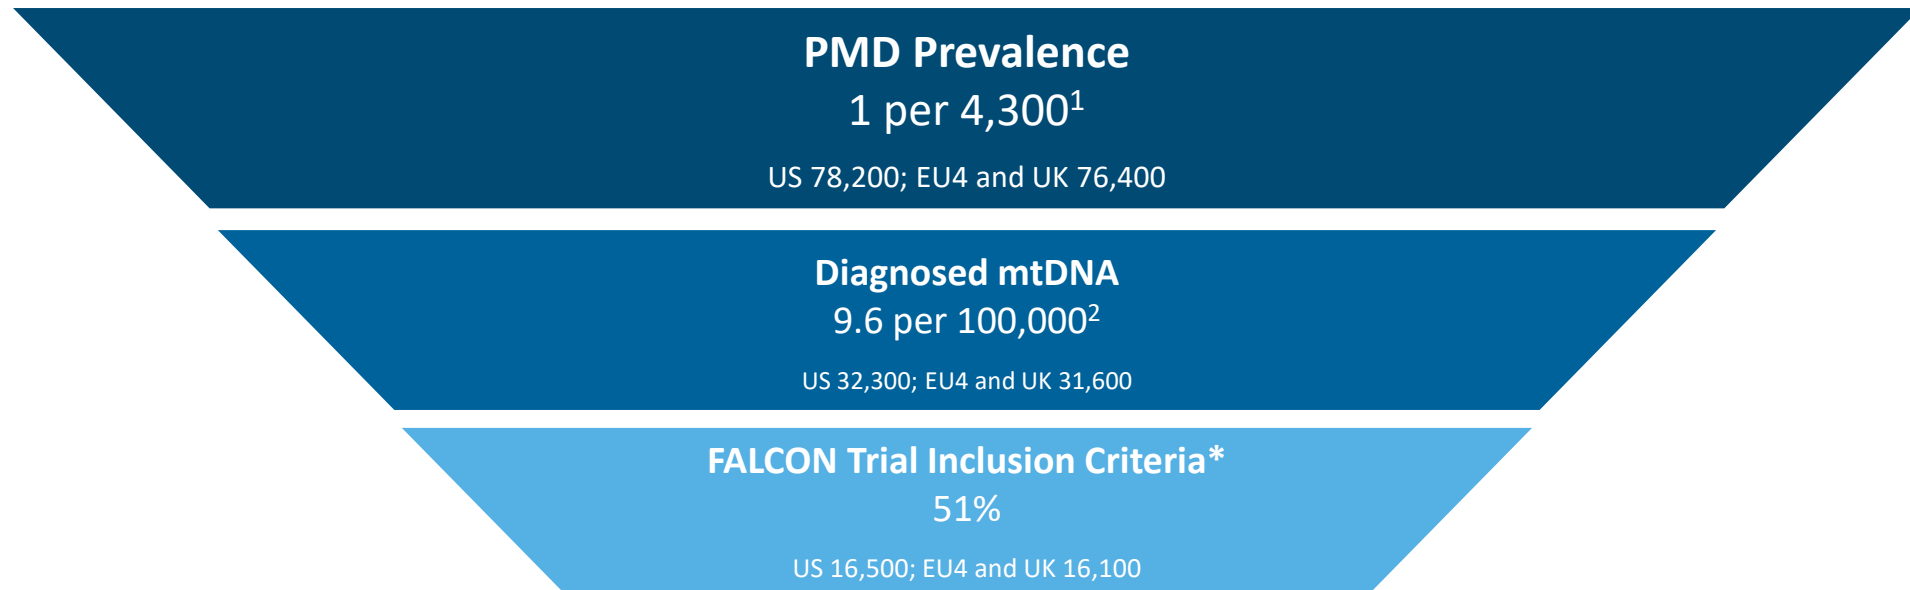 PMD Prevalence
1 per 4,300¹
US 78,200; EU4 and UK 76,400
Diagnosed mtDNA
9.6 per 100,000²
US 32,300; EU4 and UK 31,600
FALCON Trial Inclusion Criteria*
51%
US 16,500; EU4 and UK 16,100